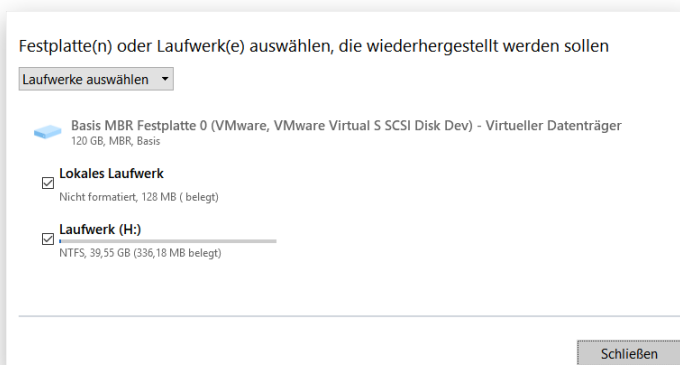 Festplatte(n) oder Laufwerk(e) auswählen, die wiederhergestellt werden sollen
Laufwerke auswählen
Basis MBR Festplatte 0 (VMware, VMware Virtual S SCSI Disk Dev) - Virtueller Datenträger
120 GB, MBR, Basis
Lokales Laufwerk
Nicht formatiert, 128 MB ( belegt)
Laufwerk (H:)
NTFS, 39,55 GB (336,18 MB belegt)
Schließen